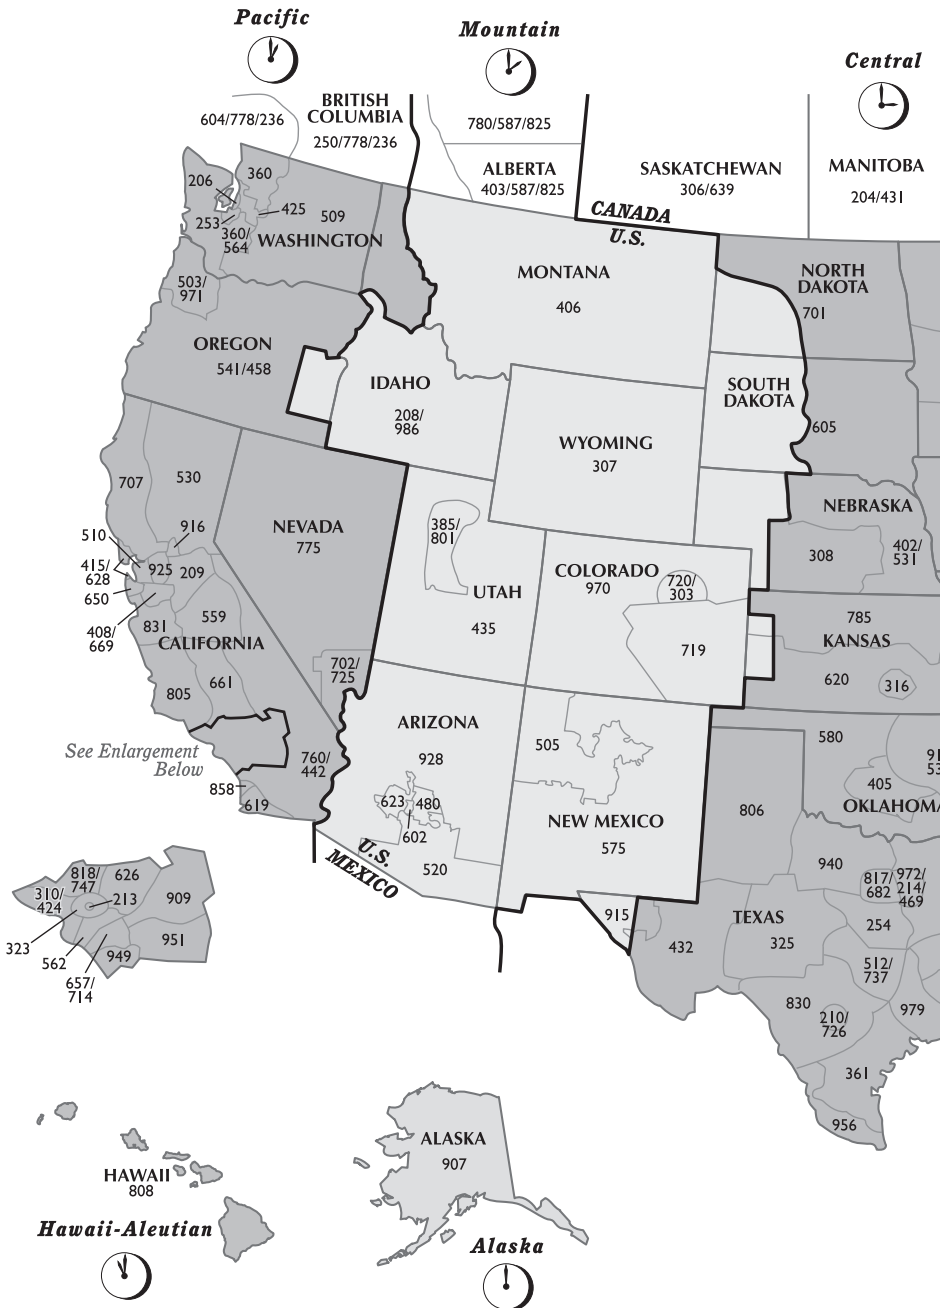 Pacific
Mountain
Central
BRITISH
COLUMBIA
604/778/236
250/778/236
780/587/825
ALBERTA
403/587/825
SASKATCHEWAN
306/639
MANITOBA
204/431
CANADA
U.S.
360
206
425
509
253
360/
564
WASHINGTON
503/
971
OREGON
541/458
MONTANA
406
NORTH
DAKOTA
701
IDAHO
208/
986
SOUTH
DAKOTA
605
WYOMING
307
707
530
916
510
415/
628
925
209
650
408/
669
831
559
CALIFORNIA
805
661
NEVADA
775
702/
725
385/
801
UTAH
435
COLORADO
970
720/
303
719
NEBRASKA
308
402/
531
785
KANSAS
620
316
See Enlargement
Below
760/
442
858
619
ARIZONA
928
623
480
602
520
505
NEW MEXICO
575
580
91
53
405
OKLAHOMA
806
940
817/
682
972/
214/
469
U.S.
MEXICO
915
TEXAS
432
325
254
512/
737
830
210/
726
979
361
956
818/
747
626
310/
424
213
909
323
562
949
951
657/
714
HAWAII
808
Hawaii-Aleutian
ALASKA
907
Alaska